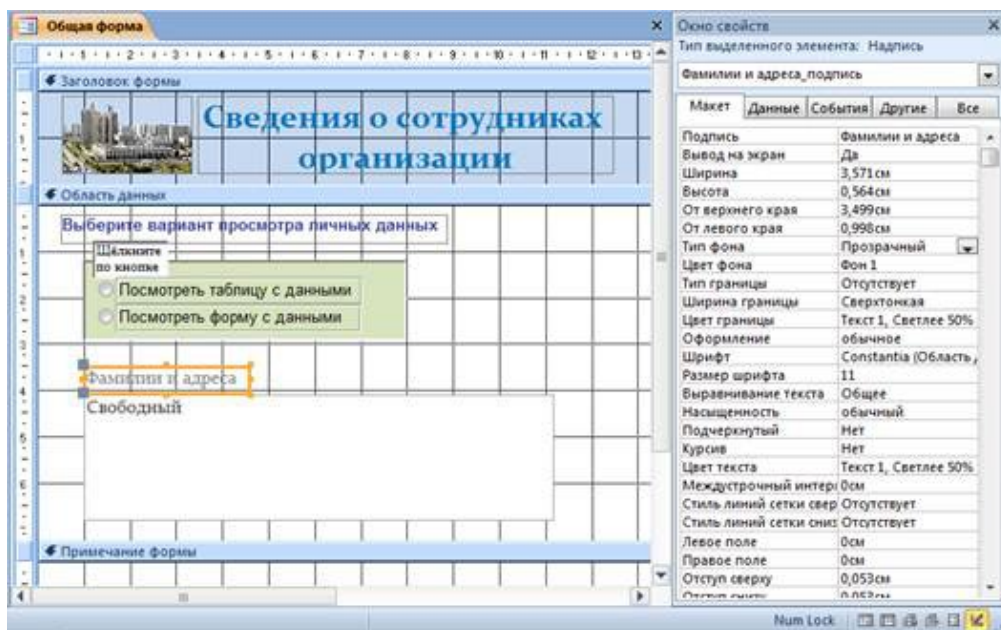 Общая форма
Заголовок формы
Сведения о сотрудниках
организации
Область данных
Выберите вариант просмотра личных данных
Щёлкните
по кнопке
Посмотреть таблицу с данными
Посмотреть форму с данными
Фамилии и адреса
Свободный
Примечание формы
Окно свойств
Тип выделенного элемента: Надпись
Фамилии и адреса_подпись
Макет Данные События Другие Все
Подпись Фамилии и адреса
Вывод на экран Да
Ширина 3,571см
Высота 0,564см
От верхнего края 3,499см
От левого края 0,998см
Тип фона Прозрачный
Цвет фона Фон 1
Тип границы Отсутствует
Ширина границы Сверхтонкая
Цвет границы Текст 1, Светлее 50%
Оформление обычное
Шрифт Constantia (Область
Размер шрифта 11
Выравнивание текста Общее
Насыщенность обычный
Подчеркнутый Нет
Курсив Нет
Цвет текста Текст 1, Светлее 50%
Междустрочный интер 0см
Стиль линий сетки свер Отсутствует
Стиль линий сетки сниз Отсутствует
Левое поле 0см
Правое поле 0см
Отступ сверху 0,053см
Отступ снизу 0,053см
Num Lock